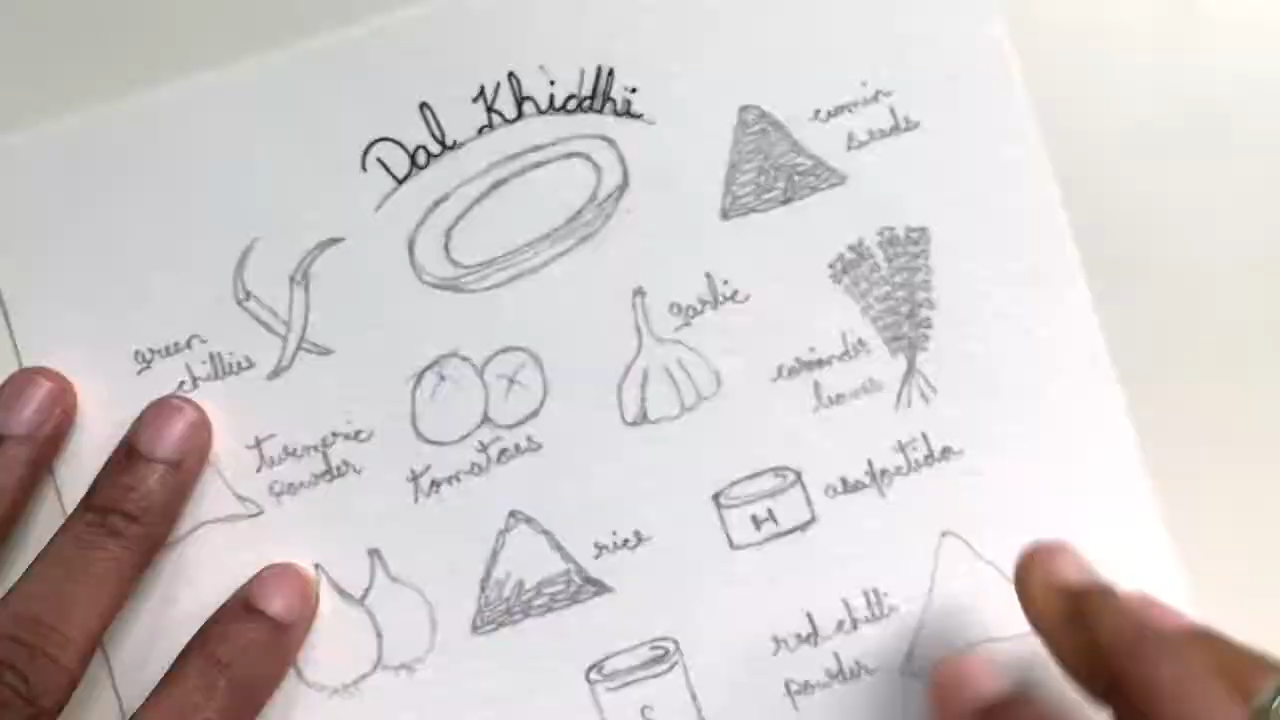 Dal Khiddhi
cumin
seeds
green
chillies
garlic
coriander
leaves
turmeric
powder
tomatoes
asafoetida
H
rice
red chilli
powder
S